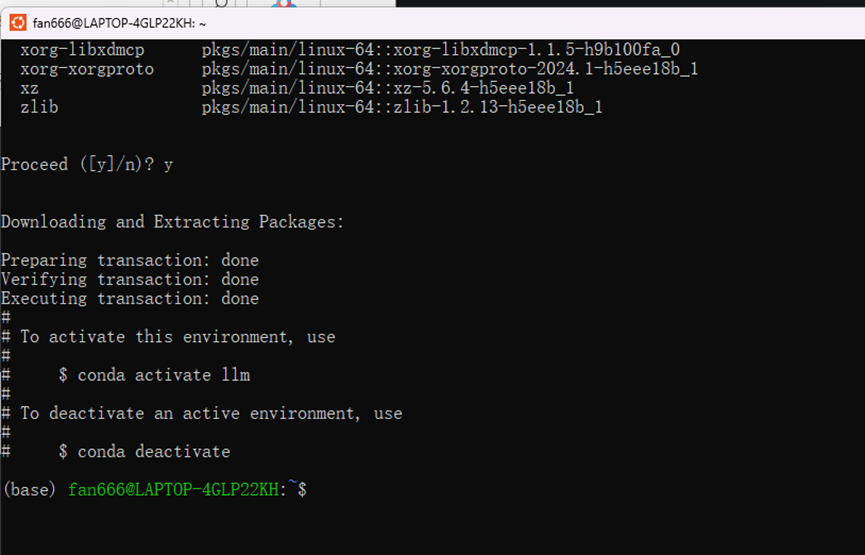 fan666@LAPTOP-4GLP22KH: ~
xorg-libxdmcp pkgs/main/linux-64::xorg-libxdmcp-1.1.5-h9b100fa_0
xorg-xorgproto pkgs/main/linux-64::xorg-xorgproto-2024.1-h5eee18b_1
xz pkgs/main/linux-64::xz-5.6.4-h5eee18b_1
zlib pkgs/main/linux-64::zlib-1.2.13-h5eee18b_1
Proceed ([y]/n)? y
Downloading and Extracting Packages:
Preparing transaction: done
Verifying transaction: done
Executing transaction: done
#
# To activate this environment, use
#
# $ conda activate llm
#
# To deactivate an active environment, use
#
# $ conda deactivate
(base) fan666@LAPTOP-4GLP22KH:~$